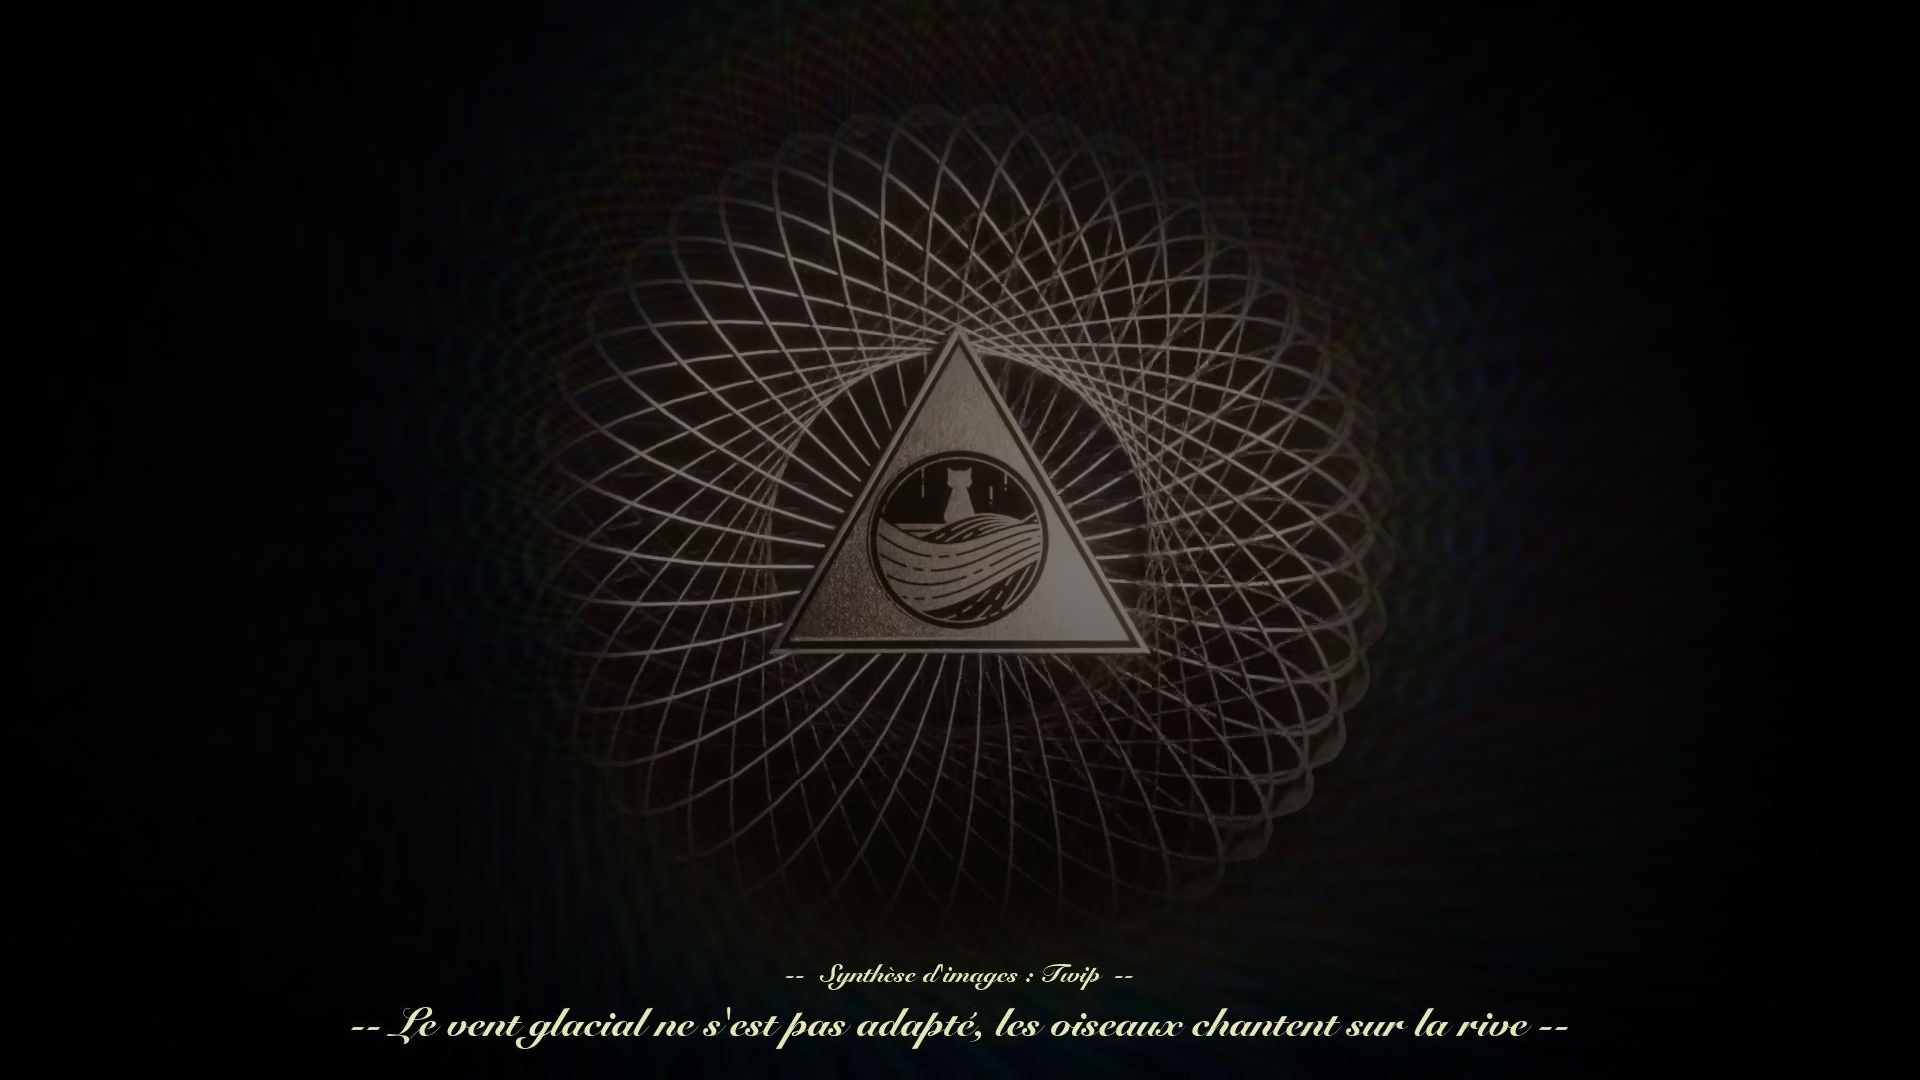 -- Synthèse d'images : Twip --
-- Le vent glacial ne s'est pas adapté, les oiseaux chantent sur la rive --